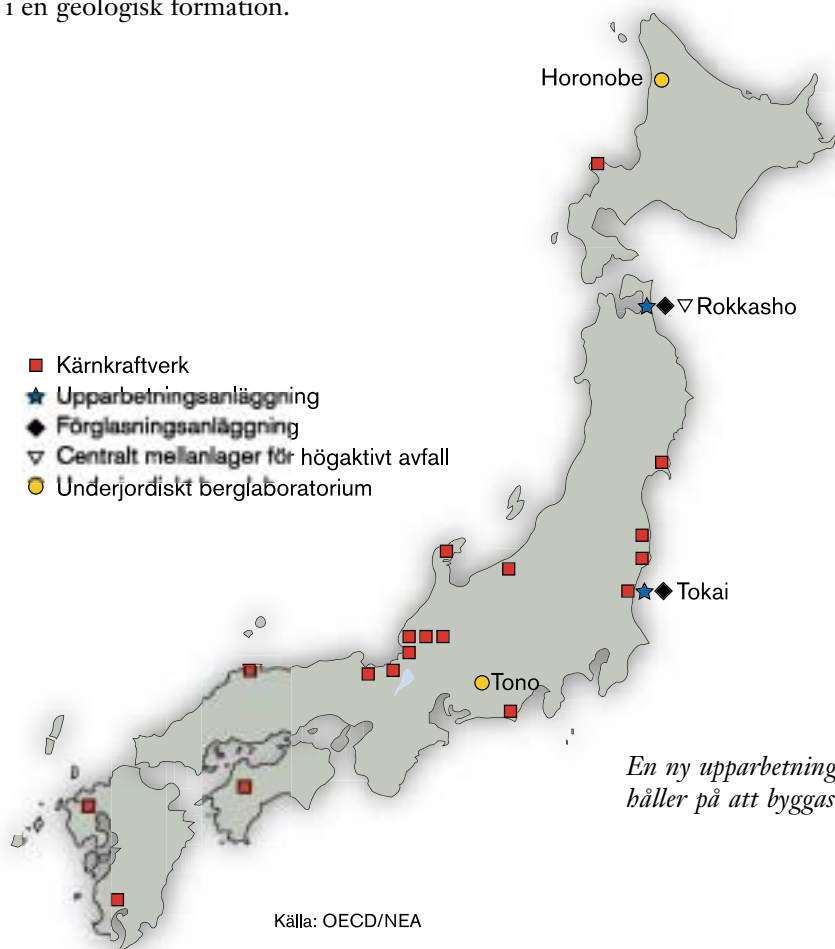 i en geologisk formation.
Horonobe
Rokkasho
Kärnkraftverk
Upparbetningsanläggning
Förglasningsanläggning
Centralt mellanlager för högaktivt avfall
Underjordiskt berglaboratorium
Tokai
Tono
En ny upparbetning
håller på att byggas
Källa: OECD/NEA